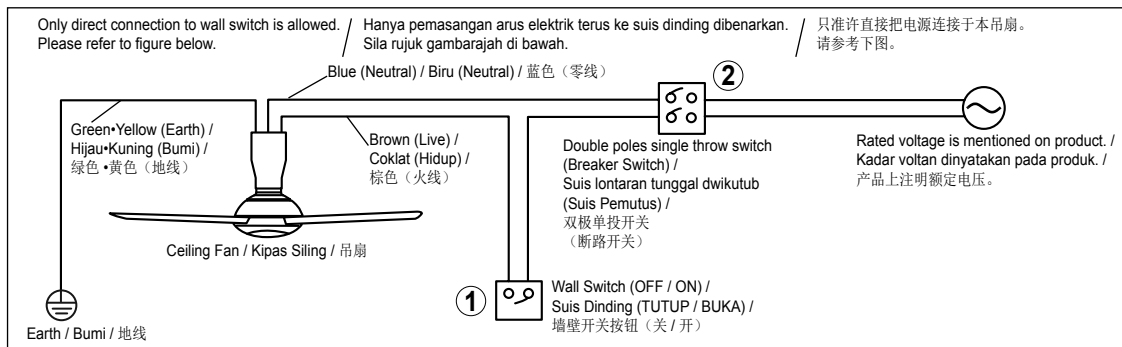 Only direct connection to wall switch is allowed.
Please refer to figure below.
/
Hanya pemasangan arus elektrik terus ke suis dinding dibenarkan.
Sila rujuk gambarajah di bawah.
/
只准许直接把电源连接于本吊扇。
请参考下图。
Blue (Neutral) / Biru (Neutral) / 蓝色（零线）
2
Green•Yellow (Earth) /
Hijau•Kuning (Bumi) /
绿色•黄色（地线）
Brown (Live) /
Coklat (Hidup) /
棕色（火线）
Double poles single throw switch
(Breaker Switch) /
Suis lontaran tunggal dwikutub
(Suis Pemutus) /
双极单投开关
（断路开关）
Rated voltage is mentioned on product. /
Kadar voltan dinyatakan pada produk. /
产品上注明额定电压。
Ceiling Fan / Kipas Siling / 吊扇
1
Wall Switch (OFF / ON) /
Suis Dinding (TUTUP / BUKA) /
墙壁开关按钮（关 / 开）
Earth / Bumi / 地线